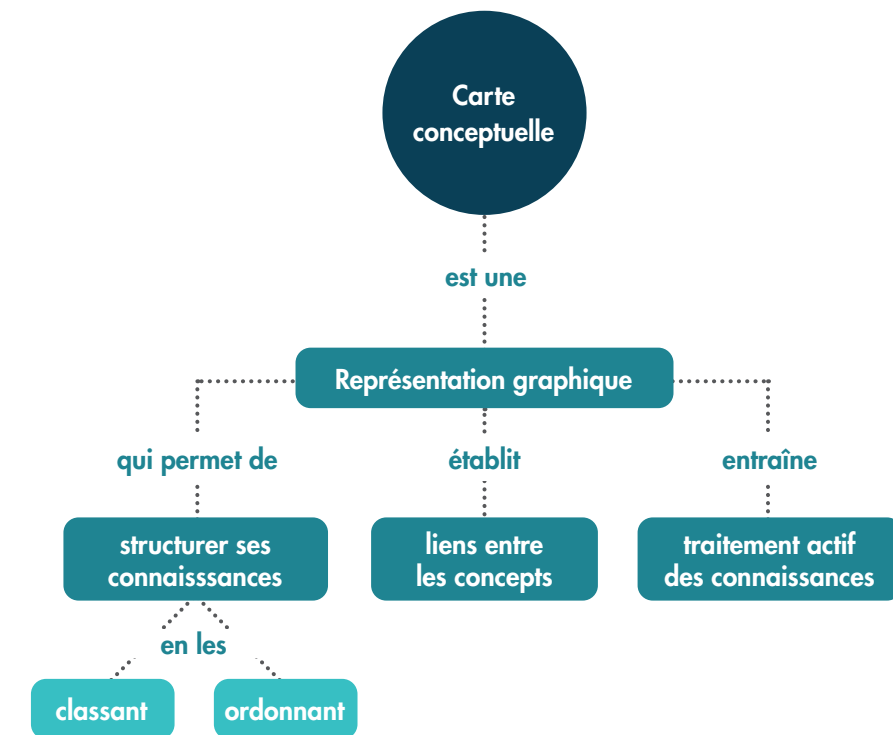 Carte
conceptuelle
est une
Représentation graphique
qui permet de
établit
entraîne
structurer ses
connaisssances
liens entre
les concepts
traitement actif
des connaissances
en les
classant
ordonnant